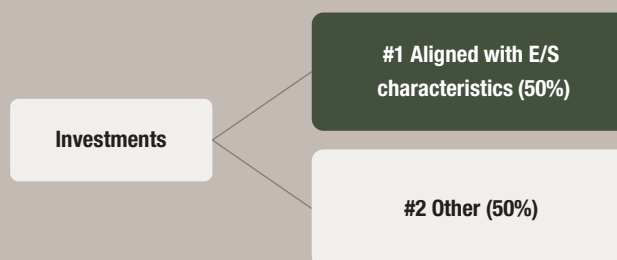 #1 Aligned with E/S
characteristics (50%)
Investments
#2 Other (50%)